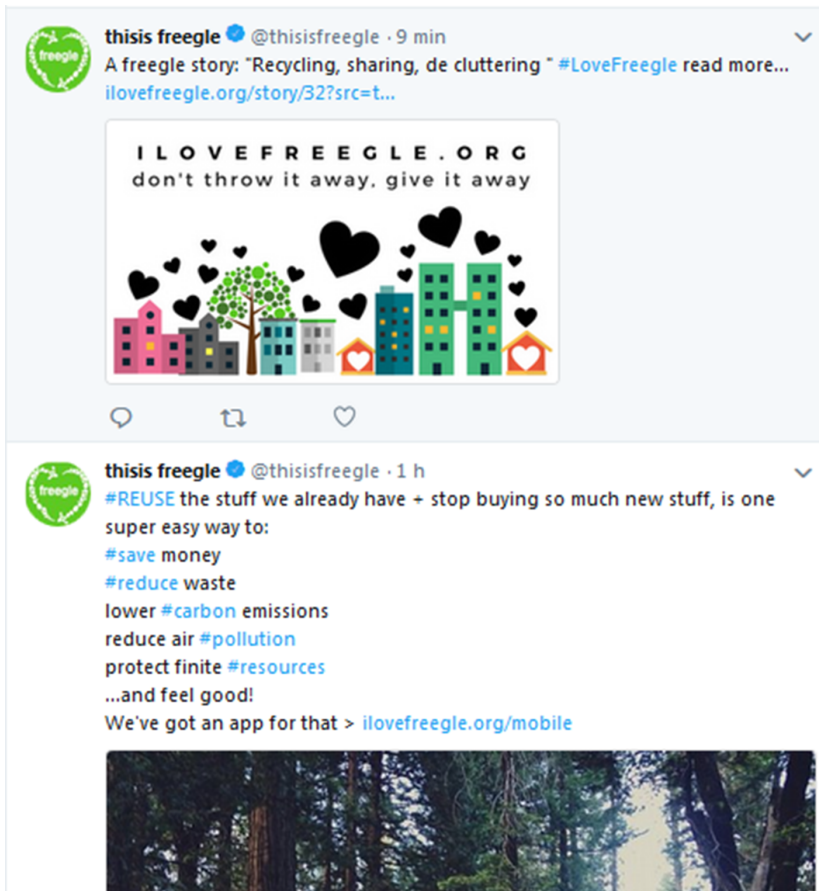 thisis freegle @thisisfreegle · 9 min
A freegle story: "Recycling, sharing, de cluttering " #LoveFreegle read more...
ilovefreegle.org/story/32?src=t...
freegle
ILOVEFREEGLE.ORG
don't throw it away, give it away
thisis freegle @thisisfreegle · 1 h
freegle
#REUSE the stuff we already have + stop buying so much new stuff, is one
super easy way to:
#save money
#reduce waste
lower #carbon emissions
reduce air #pollution
protect finite #resources
...and feel good!
We've got an app for that > ilovefreegle.org/mobile